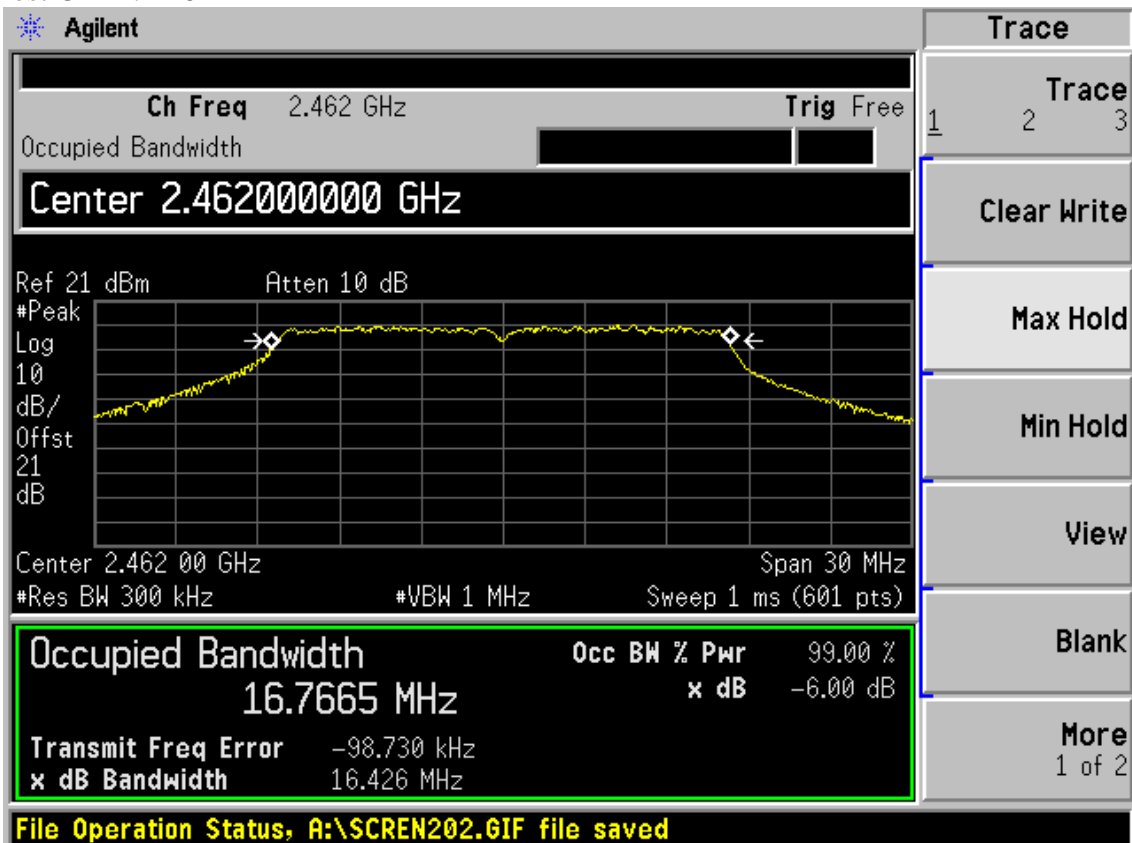 Agilent
Trace
Ch Freq 2.462 GHz Trig Free
Occupied Bandwidth
Center 2.462000000 GHz
Ref 21 dBm Atten 10 dB
#Peak
Log
10
dB/
Offst
21
dB
Center 2.462 00 GHz Span 30 MHz
#Res BW 300 kHz #VBW 1 MHz Sweep 1 ms (601 pts)
Occupied Bandwidth
16.7665 MHz
Occ BW % Pwr 99.00 %
x dB -6.00 dB
Transmit Freq Error -98.730 kHz
x dB Bandwidth 16.426 MHz
File Operation Status, A:\SCREN202.GIF file saved
Trace
1 2 3
Clear Write
Max Hold
Min Hold
View
Blank
More
1 of 2